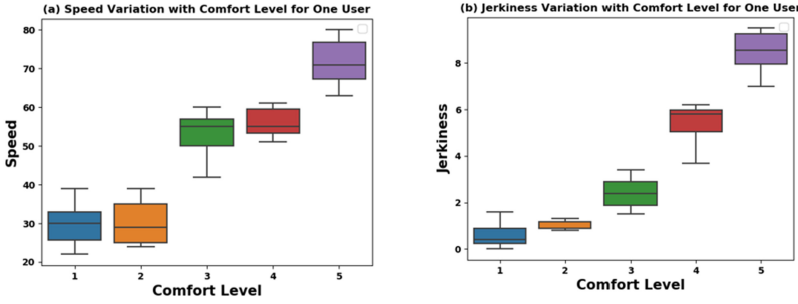 (a) Speed Variation with Comfort Level for One User
80
70
60
50
40
30
20
Speed
1 2 3 4 5
Comfort Level
(b) Jerkiness Variation with Comfort Level for One User
8
6
4
2
0
Jerkiness
1 2 3 4 5
Comfort Level